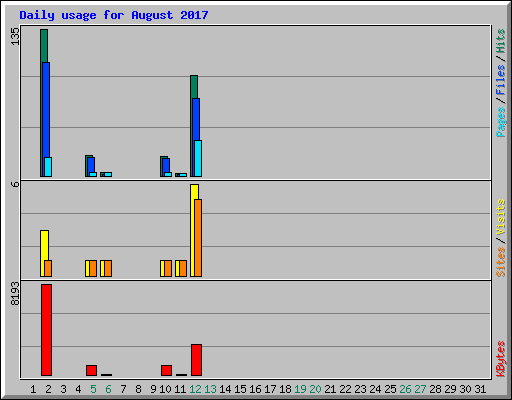 Daily usage for August 2017
135
Pages/Files/Hits
6
Sites/Visits
8193
KBytes
1 2 3 4 5 6 7 8 9 10 11 12 13 14 15 16 17 18 19 20 21 22 23 24 25 26 27 28 29 30 31